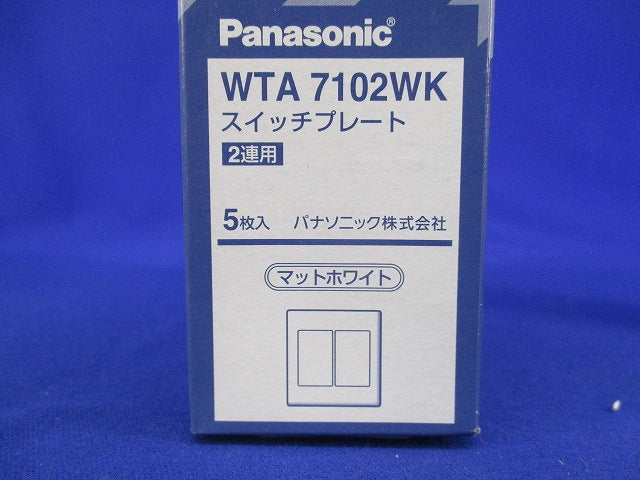 Panasonic®
WTA 7102WK
スイッチプレート
2連用
5枚入 パナソニック株式会社
マットホワイト